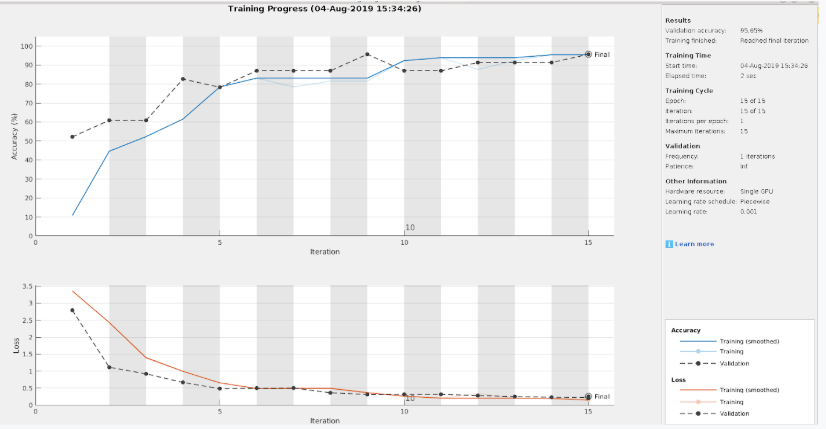 Training Progress (04-Aug-2019 15:34:26)
100
90
80
70
60
50
40
30
20
10
0
Accuracy (%)
Final
10
0
5
10
15
Iteration
3.5
3
2.5
2
1.5
1
0.5
0
Loss
Final
10
0
5
10
15
Iteration
Results
Validation accuracy: 95.65%
Training finished: Reached final iteration
Training Time
Start time: 04-Aug-2019 15:34:26
Elapsed time: 2 sec
Training Cycle
Epoch: 15 of 15
Iteration: 15 of 15
Iterations per epoch: 1
Maximum iterations: 15
Validation
Frequency: 1 iterations
Patience: Inf
Other Information
Hardware resource: Single GPU
Learning rate schedule: Piecewise
Learning rate: 0.001
i Learn more
Accuracy
Training (smoothed)
Training
Validation
Loss
Training (smoothed)
Training
Validation